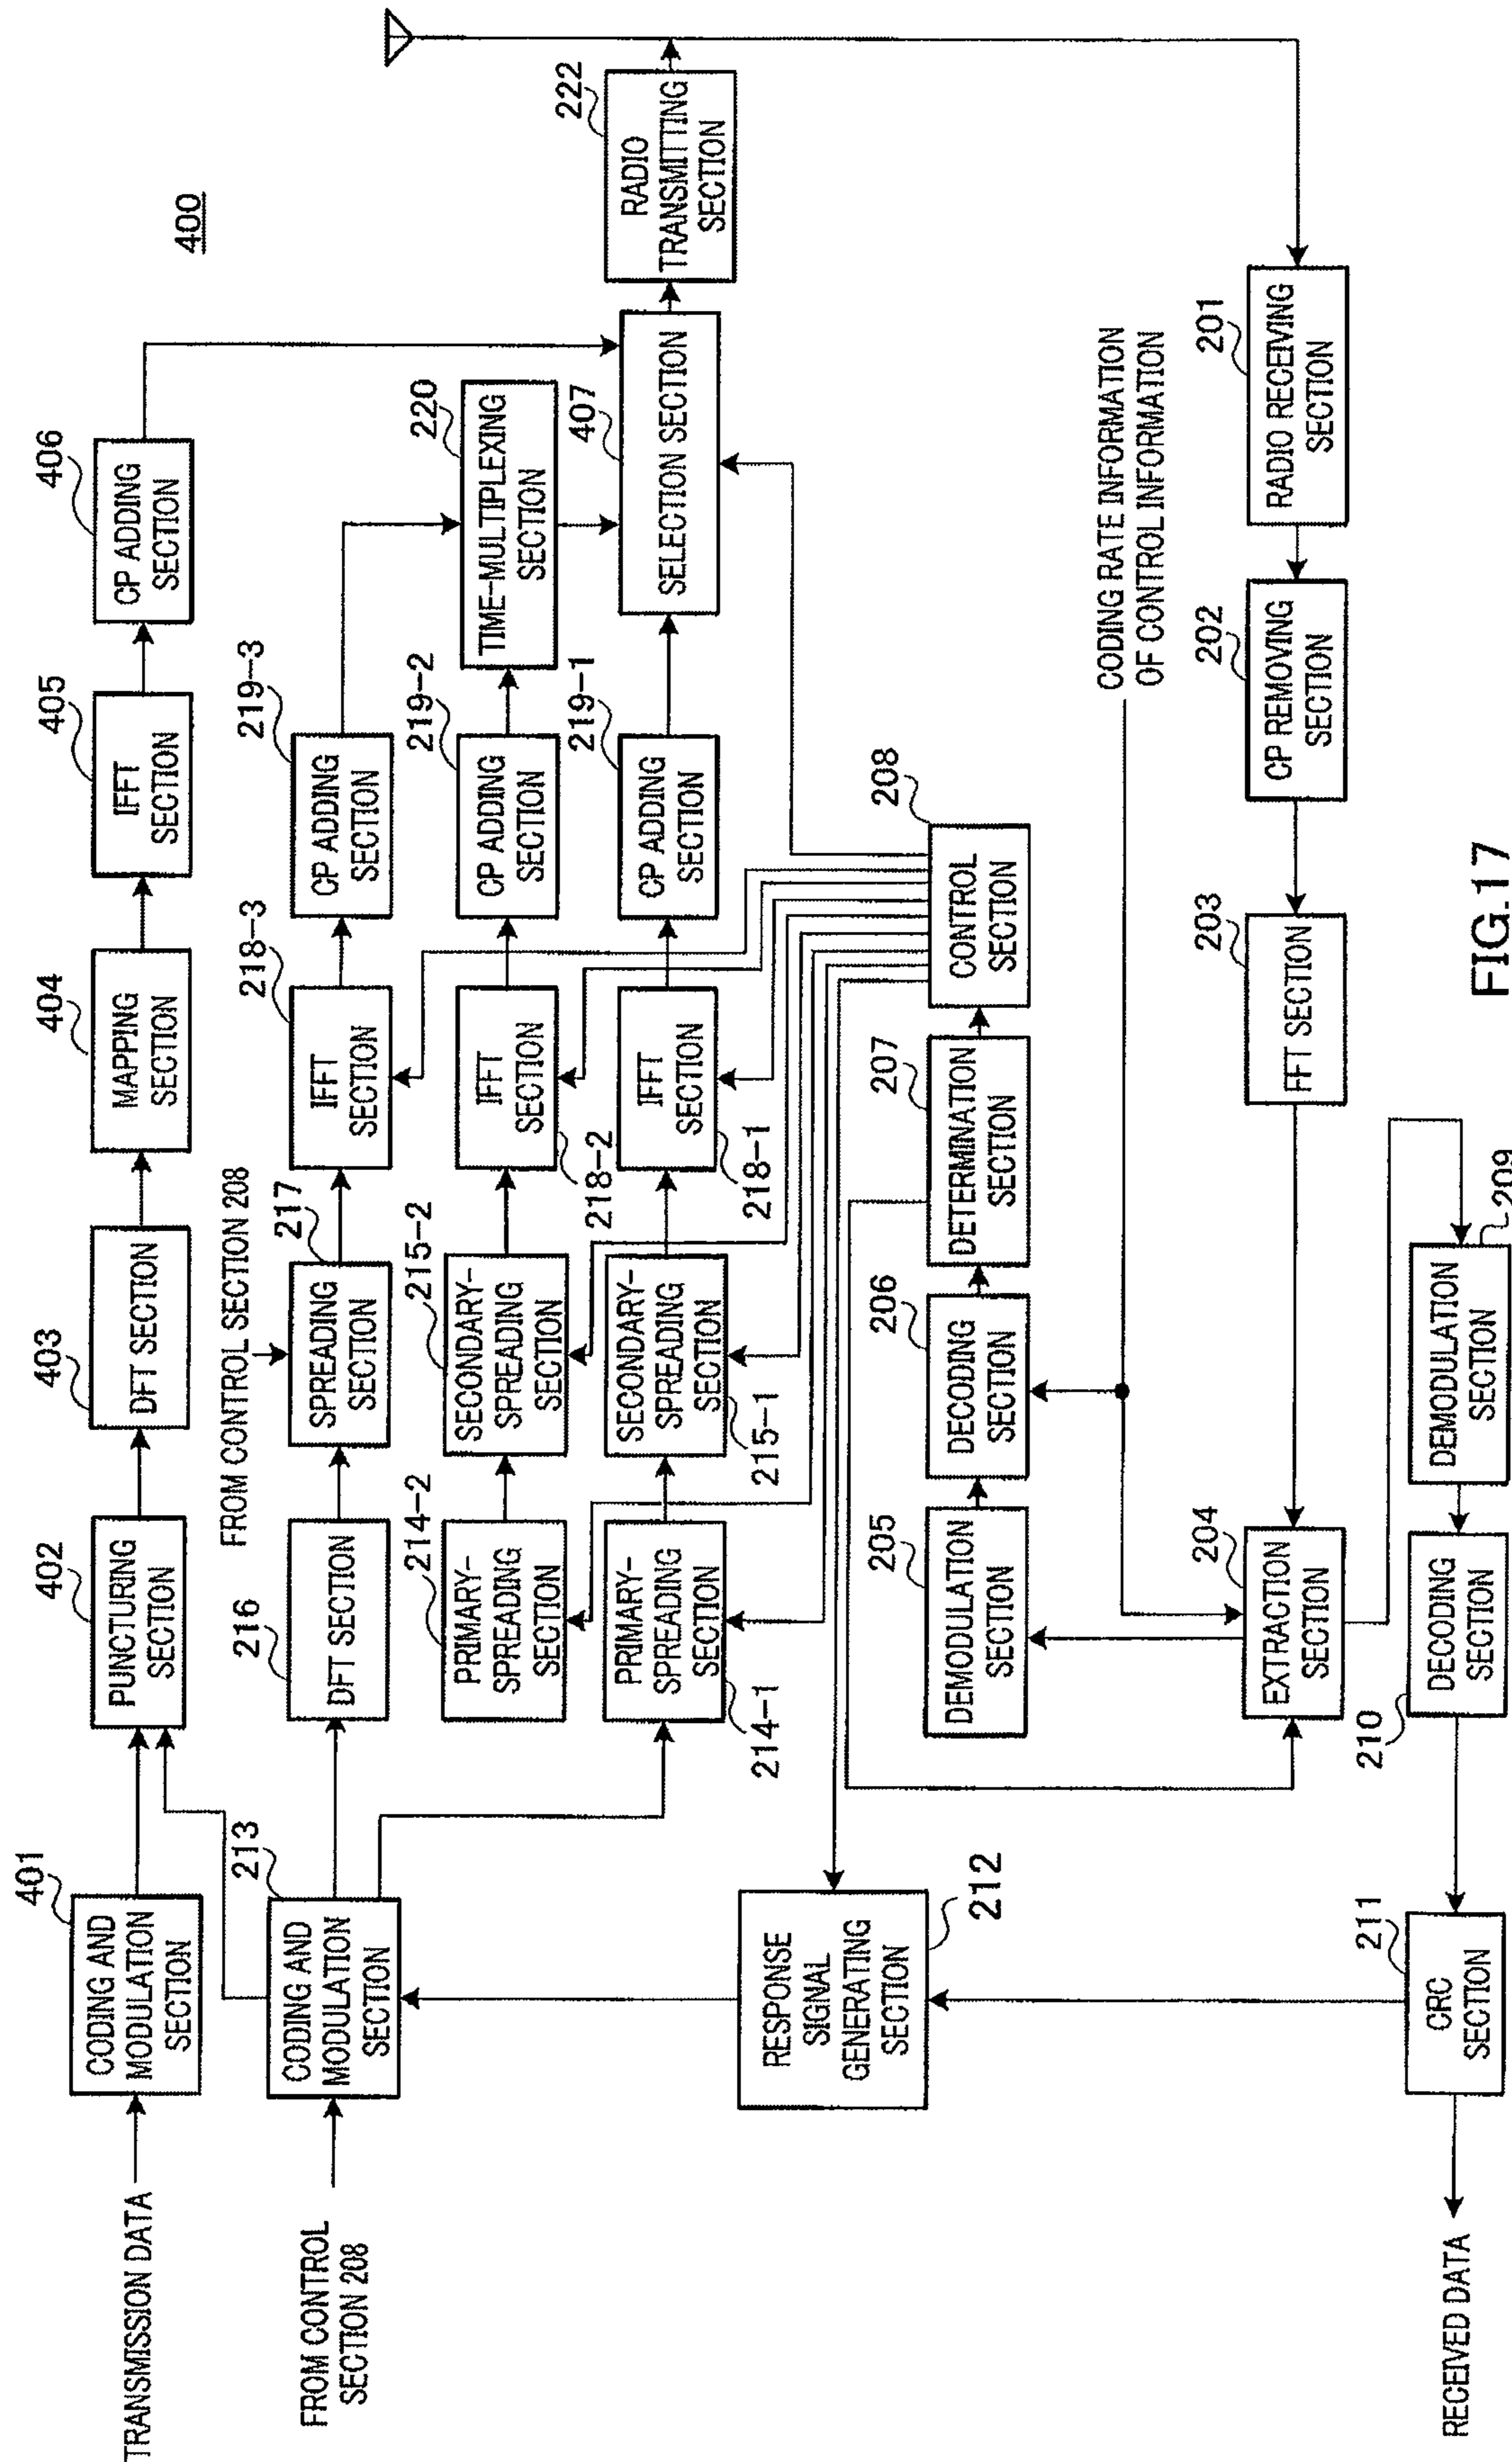 400
TRANSMISSION DATA
401
CODING AND
MODULATION
SECTION
402
PUNCTURING
SECTION
403
DFT SECTION
404
MAPPING
SECTION
405
IFFT
SECTION
406
CP ADDING
SECTION
FROM CONTROL
SECTION 208
213
CODING AND
MODULATION
SECTION
216
DFT SECTION
FROM CONTROL SECTION 208
217
SPREADING
SECTION
218-3
IFFT
SECTION
219-3
CP ADDING
SECTION
214-2
PRIMARY-
SPREADING
SECTION
215-2
SECONDARY-
SPREADING
SECTION
218-2
IFFT
SECTION
219-2
CP ADDING
SECTION
220
TIME-MULTIPLEXING
SECTION
214-1
PRIMARY-
SPREADING
SECTION
215-1
SECONDARY-
SPREADING
SECTION
218-1
IFFT
SECTION
219-1
CP ADDING
SECTION
407
SELECTION SECTION
222
RADIO
TRANSMITTING
SECTION
212
RESPONSE
SIGNAL
GENERATING
SECTION
205
DEMODULATION
SECTION
206
DECODING
SECTION
207
DETERMINATION
SECTION
208
CONTROL
SECTION
CODING RATE INFORMATION
OF CONTROL INFORMATION
204
EXTRACTION
SECTION
203
FFT SECTION
202
CP REMOVING
SECTION
201
RADIO RECEIVING
SECTION
RECEIVED DATA
211
CRC
SECTION
210
DECODING
SECTION
209
DEMODULATION
SECTION
FIG.17